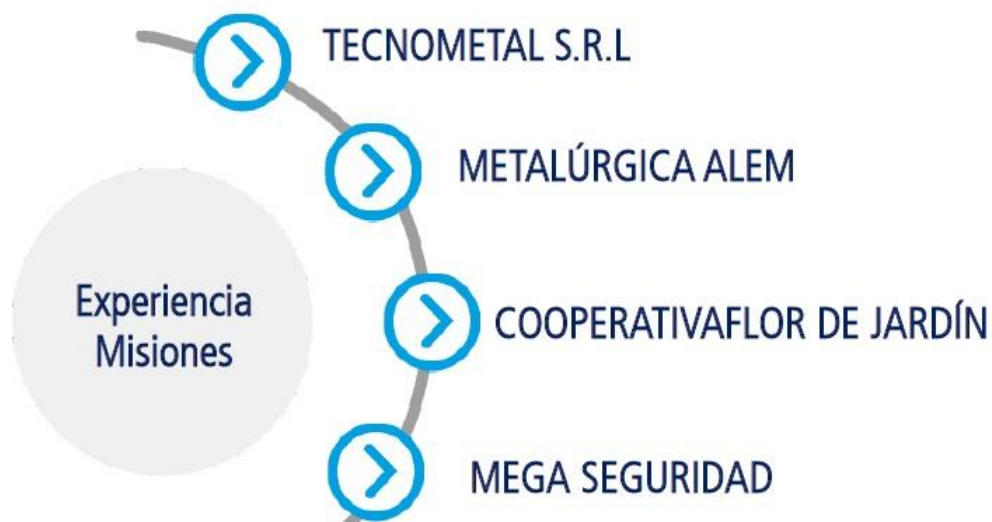 TECNOMETAL S.R.L
METALÚRGICA ALEM
Experiencia
Misiones
COOPERATIVAFLOR DE JARDÍN
MEGA SEGURIDAD